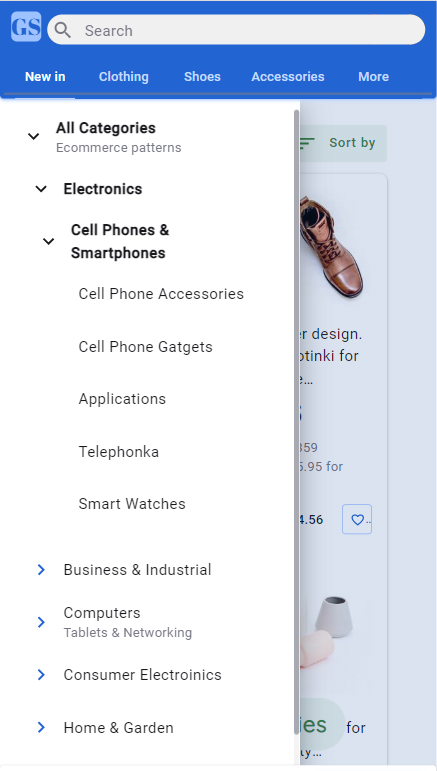 GS
Search
New in Clothing Shoes Accessories More
All Categories
Ecommerce patterns
Sort by
Electronics
Cell Phones &
Smartphones
Cell Phone Accessories
Cell Phone Gatgets
Applications
Telephonka
Smart Watches
Business & Industrial
Computers
Tablets & Networking
Consumer Electroinics
Home & Garden
r design.
otinki for
e…
359
5.95 for
4.56
ies for